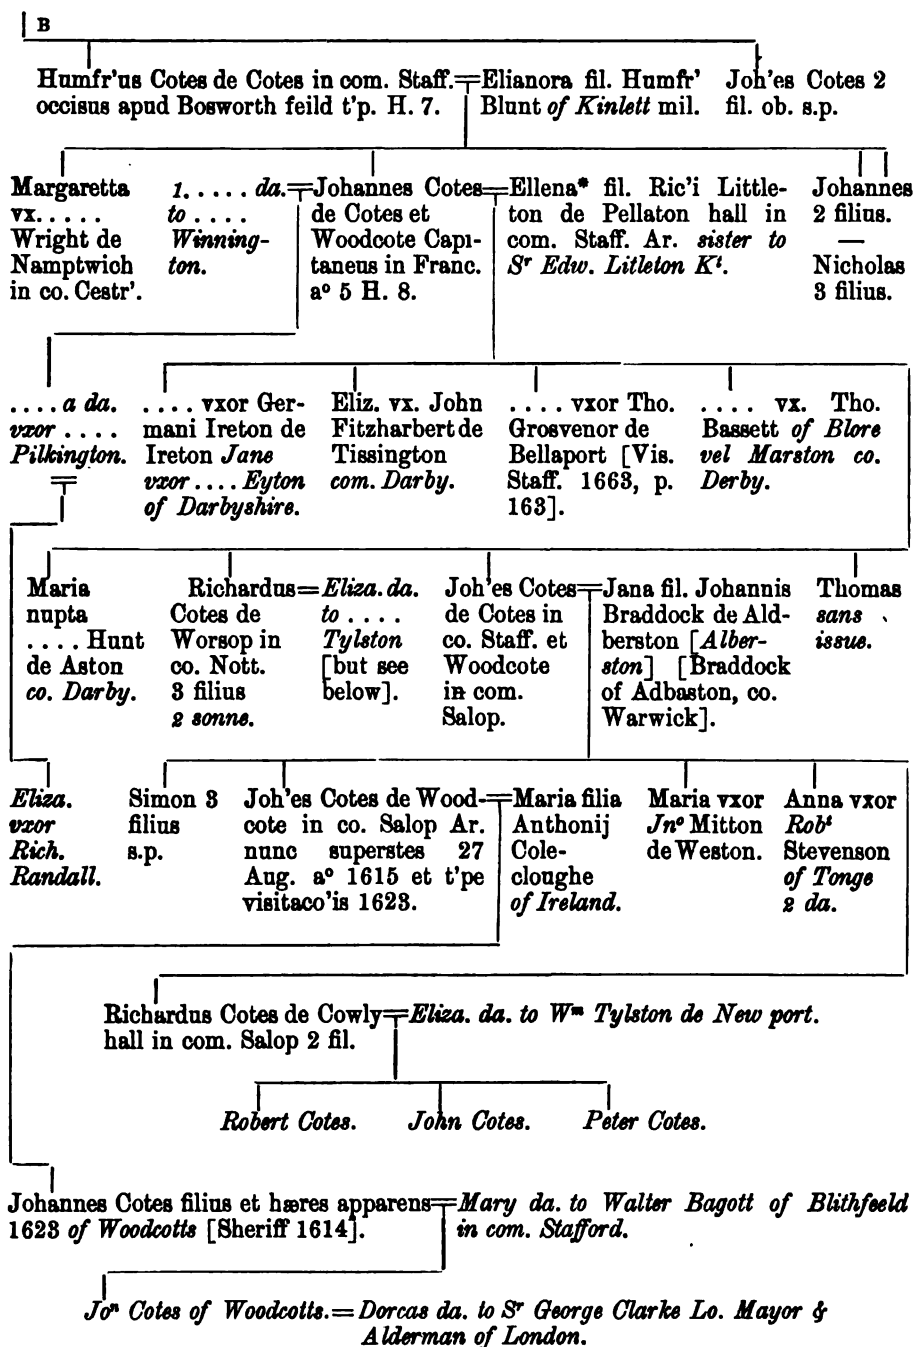 B
Humfr'us Cotes de Cotes in com. Staff.
occisus apud Bosworth feild t'p. H. 7.
Elianora fil. Humfr'
Blunt of Kinlett mil.
Joh'es Cotes 2
fil. ob. s.p.
Margaretta
vx. . . . .
Wright de
Namptwich
in co. Cestr'.
1. . . . . da.
to . . . .
Winning-
ton.
Johannes Cotes
de Cotes et
Woodcote Capi-
taneus in Franc.
aº 5 H. 8.
Ellena* fil. Ric'i Little-
ton de Pellaton hall in
com. Staff. Ar. sister to
Sʳ Edw. Litleton Kᵗ.
Johannes
2 filius.
—
Nicholas
3 filius.
. . . . a da.
vxor . . . .
Pilkington.
. . . . vxor Ger-
mani Ireton de
Ireton Jane
vxor . . . . Eyton
of Darbyshire.
Eliz. vx. John
Fitzharbert de
Tissington
com. Darby.
. . . . vxor Tho.
Grosvenor de
Bellaport [Vis.
Staff. 1663, p.
163].
. . . . vx. Tho.
Bassett of Blore
vel Marston co.
Derby.
Maria
nupta
. . . . Hunt
de Aston
co. Darby.
Richardus
Cotes de
Worsop in
co. Nott.
3 filius
2 sonne.
Eliza. da.
to . . . .
Tylston
[but see
below].
Joh'es Cotes
de Cotes in
co. Staff. et
Woodcote
in com.
Salop.
Jana fil. Johannis
Braddock de Ald-
berston [Alber-
ston] [Braddock
of Adbaston, co.
Warwick].
Thomas
sans
issue.
Eliza.
vxor
Rich.
Randall.
Simon 3
filius
s.p.
Joh'es Cotes de Wood-
cote in co. Salop Ar.
nunc superstes 27
Aug. aº 1615 et t'pe
visitaco'is 1623.
Maria filia
Anthonij
Cole-
cloughe
of Ireland.
Maria vxor
Jnº Mitton
de Weston.
Anna vxor
Robᵗ
Stevenson
of Tonge
2 da.
Richardus Cotes de Cowly
hall in com. Salop 2 fil.
Eliza. da. to Wᵐ Tylston de New port.
Robert Cotes.
John Cotes.
Peter Cotes.
Johannes Cotes filius et hæres apparens
1623 of Woodcotts [Sheriff 1614].
Mary da. to Walter Bagott of Blithfeeld
in com. Stafford.
Joⁿ Cotes of Woodcotts.
Dorcas da. to Sʳ George Clarke Lo. Mayor &
Alderman of London.